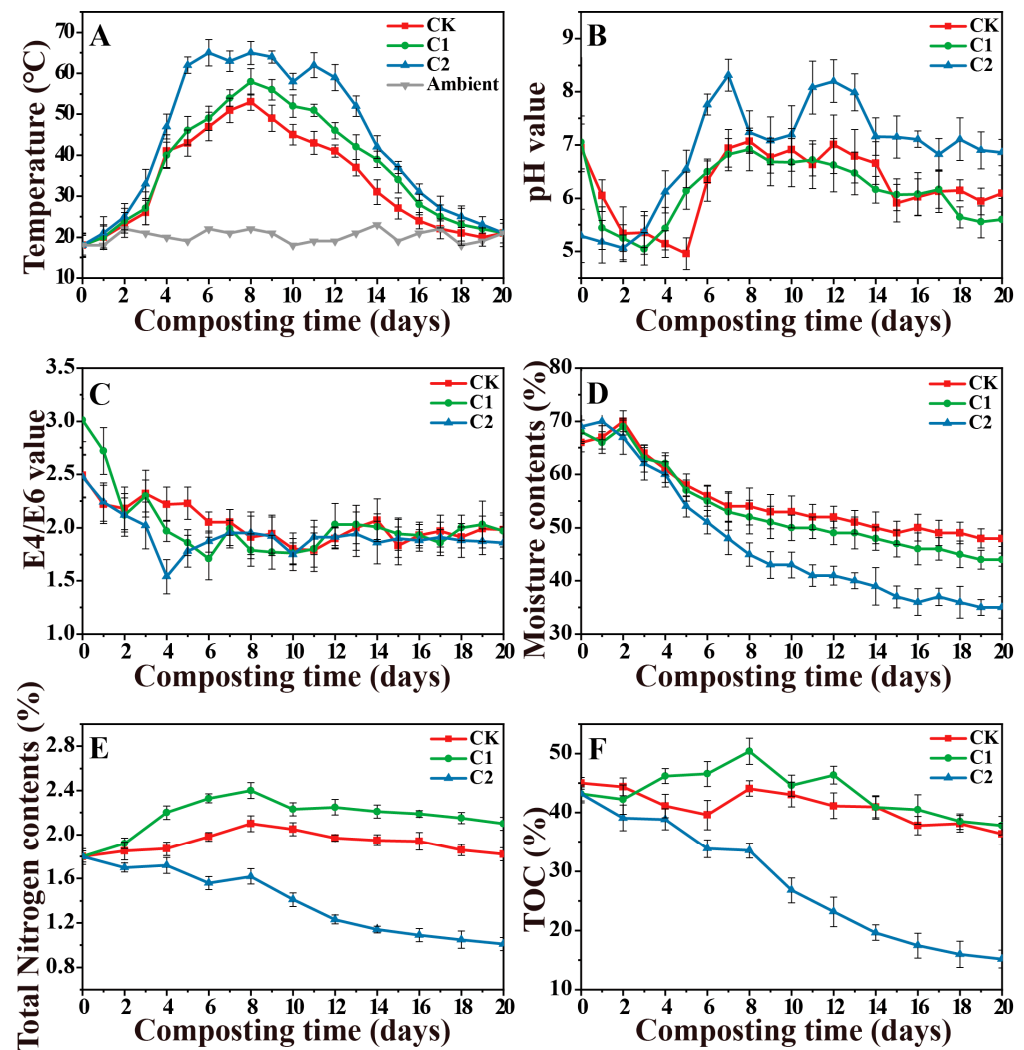 A
CK
C1
C2
Ambient
Temperature (°C)
70
60
50
40
30
20
10
0 2 4 6 8 10 12 14 16 18 20
Composting time (days)
B
CK
C1
C2
pH value
9
8
7
6
5
0 2 4 6 8 10 12 14 16 18 20
Composting time (days)
C
CK
C1
C2
E4/E6 value
3.5
3.0
2.5
2.0
1.5
1.0
0 2 4 6 8 10 12 14 16 18 20
Composting time (days)
D
CK
C1
C2
Moisture contents (%)
80
70
60
50
40
30
0 2 4 6 8 10 12 14 16 18 20
Composting time (days)
E
CK
C1
C2
Total Nitrogen contents (%)
2.8
2.4
2.0
1.6
1.2
0.8
0 2 4 6 8 10 12 14 16 18 20
Composting time (days)
F
CK
C1
C2
TOC (%)
50
40
30
20
10
0 2 4 6 8 10 12 14 16 18 20
Composting time (days)